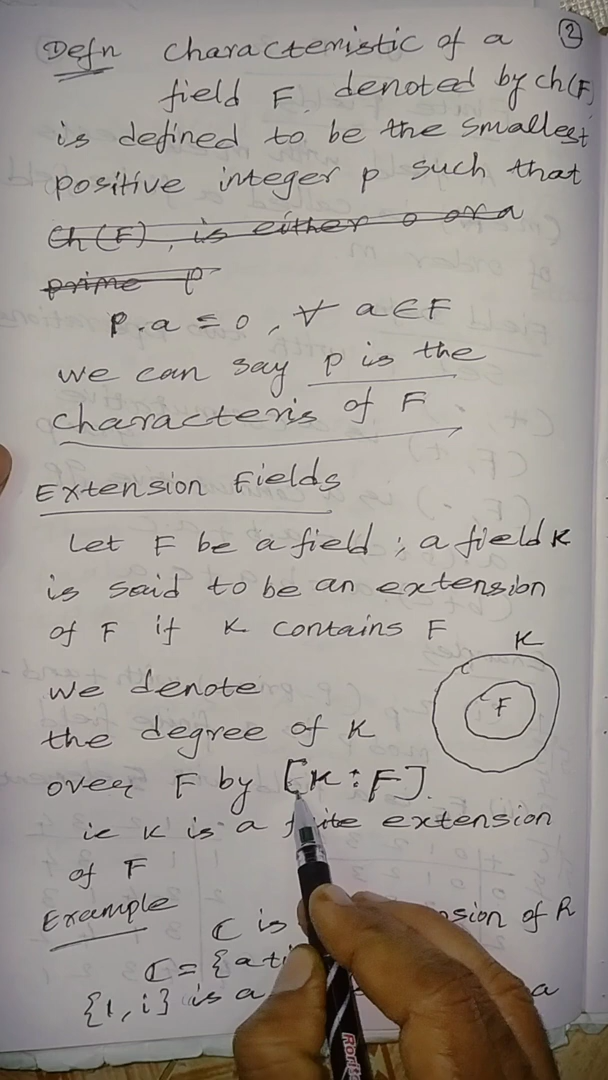 2
Defn Characteristic of a
field F denoted by ch(F)
is defined to be the smallest
positive integer p such that
Ch(F), is either 0 or a
prime p
p.a = 0, ∀ a∈F
we can say p is the
characteris of F
Extension Fields
Let F be a field; a field K
is said to be an extension
of F if K contains F
K
F
we denote
the degree of K
over F by [K:F].
ie K is a finite extension
of F
Example
C is sion of R
C = {a+i
{1, i} is a a